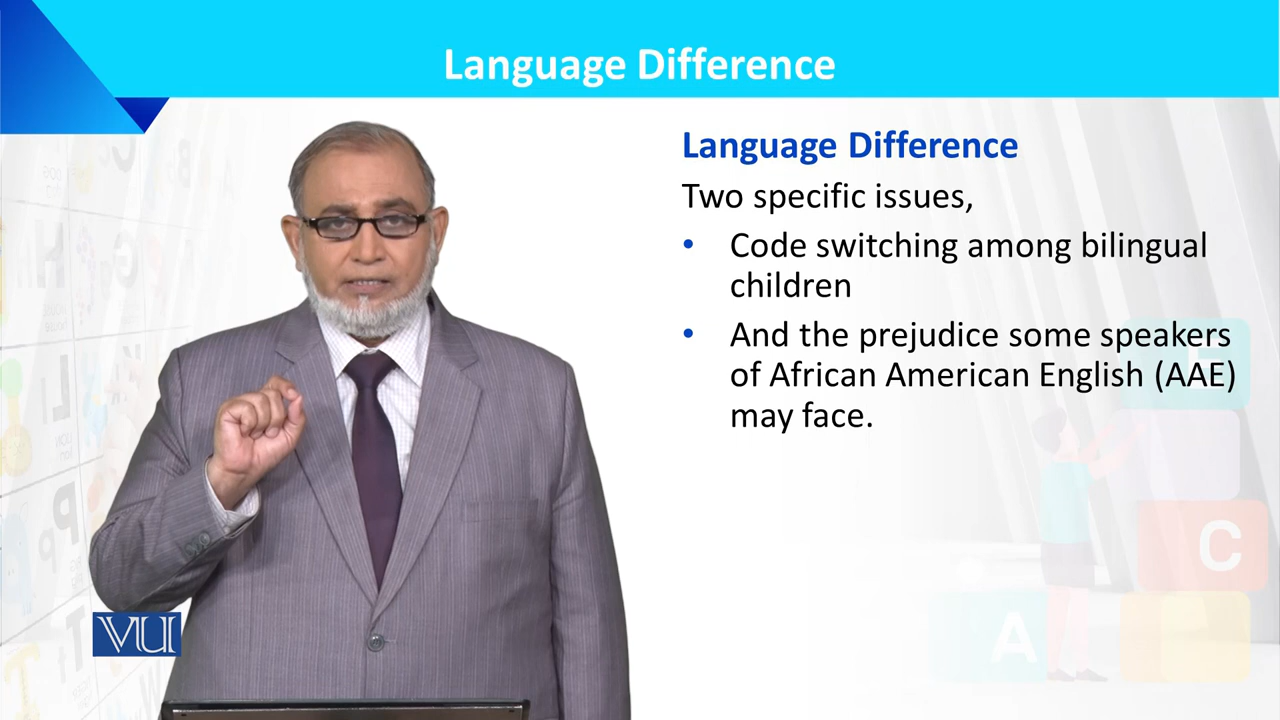 Language Difference
Language Difference
Two specific issues,
• Code switching among bilingual
children
• And the prejudice some speakers
of African American English (AAE)
may face.
VU
C
A